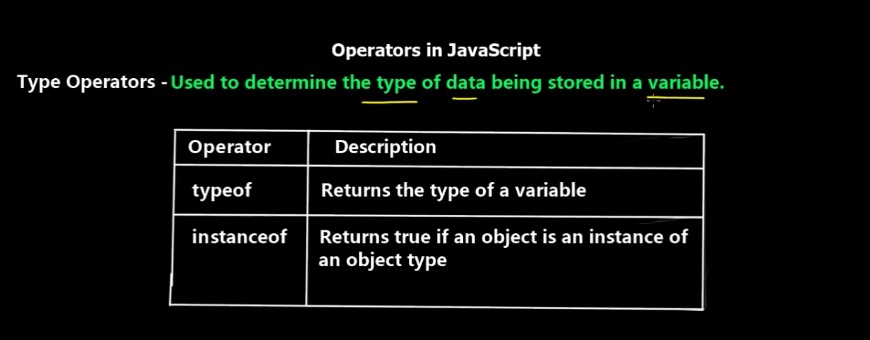 Operators in JavaScript
Type Operators - Used to determine the type of data being stored in a variable.
Operator Description
typeof Returns the type of a variable
instanceof Returns true if an object is an instance of
an object type